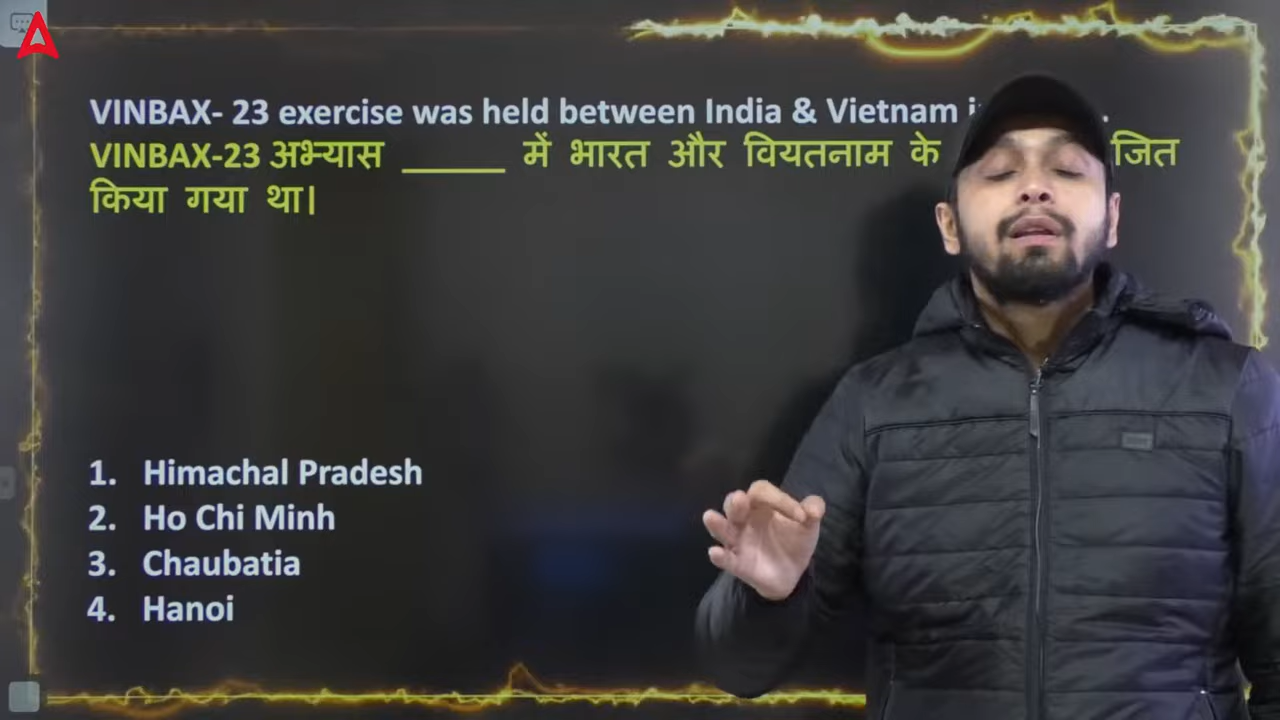 VINBAX- 23 exercise was held between India & Vietnam
VINBAX-23 अभ्यास _____ में भारत और वियतनाम के
किया गया था।
1. Himachal Pradesh
2. Ho Chi Minh
3. Chaubatia
4. Hanoi